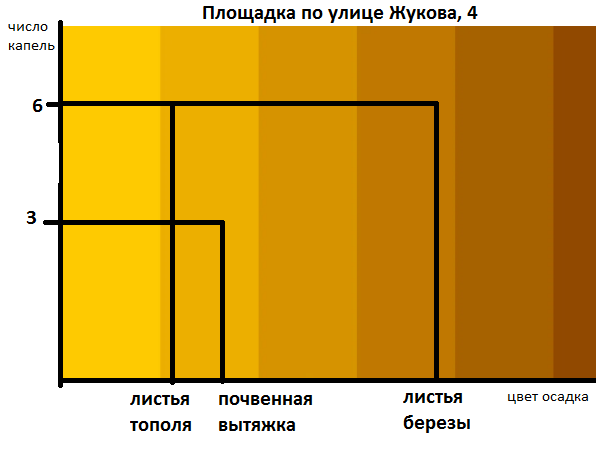 Площадка по улице Жукова, 4
число
капель
6
3
листья
тополя
почвенная
вытяжка
листья
березы
цвет осадка